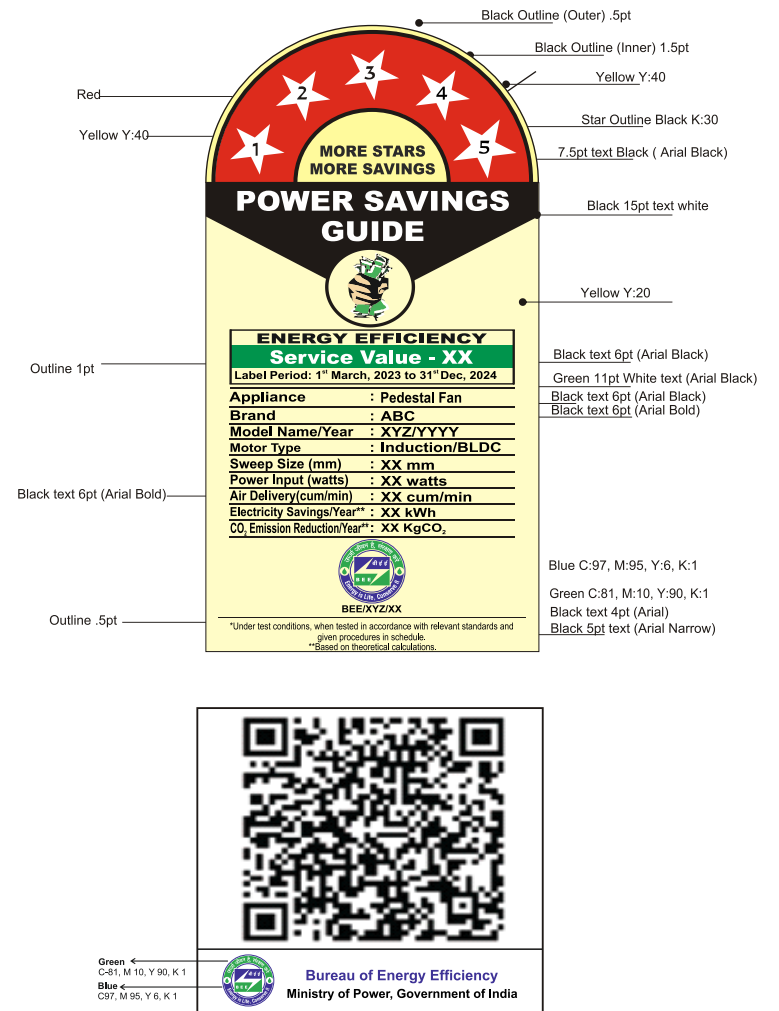 Black Outline (Outer) .5pt
Black Outline (Inner) 1.5pt
Yellow Y:40
Red
Yellow Y:40
Star Outline Black K:30
7.5pt text Black ( Arial Black)
1
2
3
4
5
MORE STARS
MORE SAVINGS
POWER SAVINGS
GUIDE
Black 15pt text white
Yellow Y:20
ENERGY EFFICIENCY
Service Value - XX
Label Period: 1st March, 2023 to 31st Dec, 2024
Outline 1pt
Black text 6pt (Arial Black)
Green 11pt White text (Arial Black)
Black text 6pt (Arial Black)
Black text 6pt (Arial Bold)
Appliance : Pedestal Fan
Brand : ABC
Model Name/Year : XYZ/YYYY
Motor Type : Induction/BLDC
Sweep Size (mm) : XX mm
Power Input (watts) : XX watts
Air Delivery(cum/min) : XX cum/min
Electricity Savings/Year** : XX kWh
CO2 Emission Reduction/Year** : XX KgCO2
Black text 6pt (Arial Bold)
बी ई ई
BEE
Energy is Life, Conserve it
BEE/XYZ/XX
Blue C:97, M:95, Y:6, K:1
Green C:81, M:10, Y:90, K:1
Black text 4pt (Arial)
Black 5pt text (Arial Narrow)
Outline .5pt
*Under test conditions, when tested in accordance with relevant standards and
given procedures in schedule.
**Based on theoretical calculations.
Green
C-81, M 10, Y 90, K 1
Blue
C97, M 95, Y 6, K 1
BEE
Bureau of Energy Efficiency
Ministry of Power, Government of India